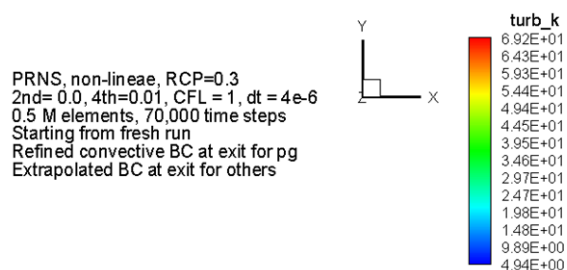 PRNS, non-lineae, RCP=0.3
2nd= 0.0, 4th=0.01, CFL = 1, dt = 4e-6
0.5 M elements, 70,000 time steps
Starting from fresh run
Refined convective BC at exit for pg
Extrapolated BC at exit for others
Y
Z
X
turb_k
6.92E+01
6.43E+01
5.93E+01
5.44E+01
4.94E+01
4.45E+01
3.95E+01
3.46E+01
2.97E+01
2.47E+01
1.98E+01
1.48E+01
9.89E+00
4.94E+00